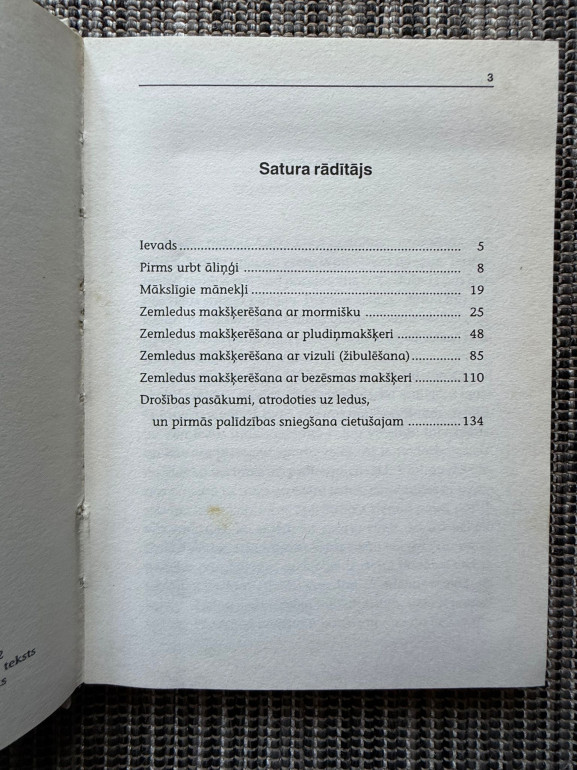 3
Satura rādītājs
Ievads 5
Pirms urbt āliņģi 8
Mākslīgie mānekļi 19
Zemledus makšķerēšana ar mormišku 25
Zemledus makšķerēšana ar pludiņmakšķeri 48
Zemledus makšķerēšana ar vizuli (žibulēšana) 85
Zemledus makšķerēšana ar bezēsmas makšķeri 110
Drošības pasākumi, atrodoties uz ledus,
un pirmās palīdzības sniegšana cietušajam 134
teksts